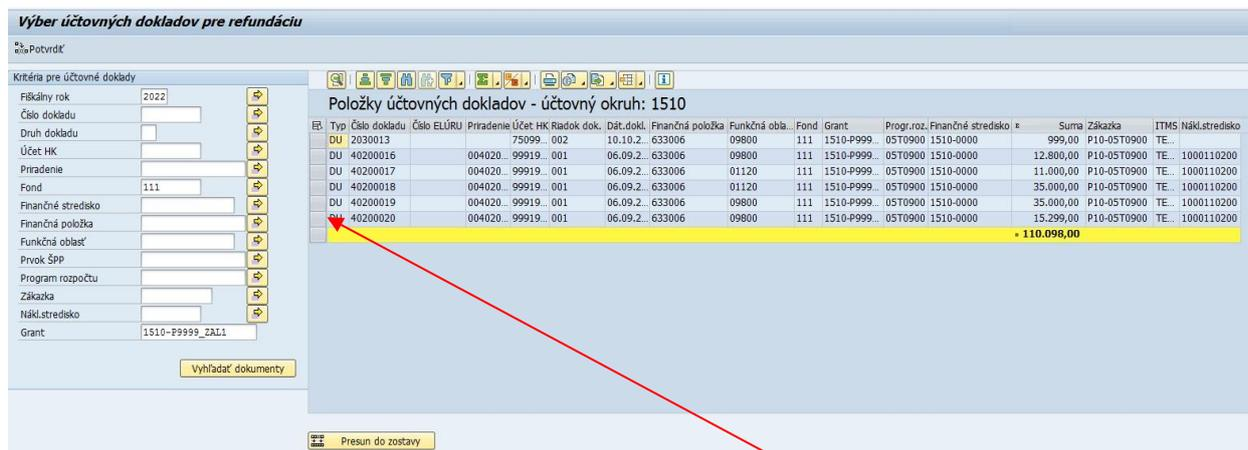 Výber účtovných dokladov pre refundáciu
Potvrdiť
Kritéria pre účtovné doklady
Fiškálny rok 2022
Číslo dokladu
Druh dokladu
Účet HK
Priradenie
Fond 111
Finančné stredisko
Finančná položka
Funkčná oblasť
Prvok ŠPP
Program rozpočtu
Zákazka
Nákl.stredisko
Grant 1510-P9999_ZAL1
Vyhľadať dokumenty
Položky účtovných dokladov - účtovný okruh: 1510
Typ Číslo dokladu Číslo ELÚRU Priradenie Účet HK Riadok dok. Dát.dokl. Finančná položka Funkčná obla... Fond Grant Progr.roz. Finančné stredisko Suma Zákazka ITMS Nákl.stredisko
DU 2030013 75099... 002 10.10.2... 633006 09800 111 1510-P999... 05T0900 1510-0000 999,00 P10-05T0900 TE...
DU 40200016 004020... 99919... 001 06.09.2... 633006 09800 111 1510-P999... 05T0900 1510-0000 12.800,00 P10-05T0900 TE... 1000110200
DU 40200017 004020... 99919... 001 06.09.2... 633006 01120 111 1510-P999... 05T0900 1510-0000 11.000,00 P10-05T0900 TE... 1000110200
DU 40200018 004020... 99919... 001 06.09.2... 633006 01120 111 1510-P999... 05T0900 1510-0000 35.000,00 P10-05T0900 TE... 1000110200
DU 40200019 004020... 99919... 001 06.09.2... 633006 09800 111 1510-P999... 05T0900 1510-0000 35.000,00 P10-05T0900 TE... 1000110200
DU 40200020 004020... 99919... 001 06.09.2... 633006 09800 111 1510-P999... 05T0900 1510-0000 15.299,00 P10-05T0900 TE... 1000110200
110.098,00
Presun do zostavy